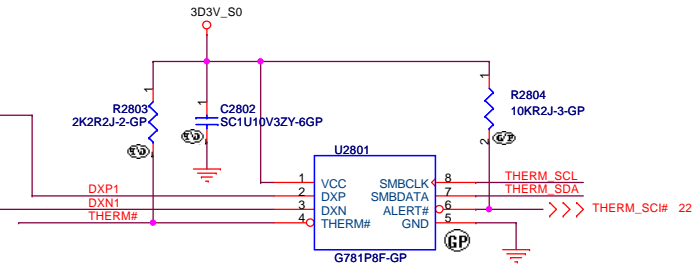 3D3V_S0
1
R2803
2K2R2J-2-GP
1
C2802
SC1U10V3ZY-6GP
1
R2804
10KR2J-3-GP
2
G/P
U2801
DXP1
DXN1
THERM#
1 VCC
2 DXP
3 DXN
4 THERM#
SMBCLK 8
SMBDATA 7
ALERT# 6
GND 5
THERM_SCL
THERM_SDA
THERM_SCI# 22
GP
G781P8F-GP